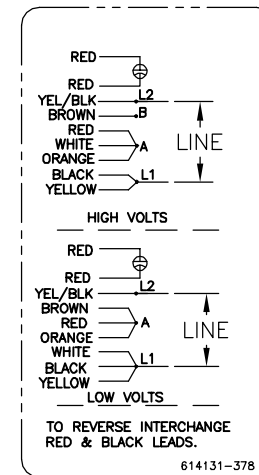 RED
RED
YEL/BLK L2
BROWN B
RED
WHITE A LINE
ORANGE
BLACK L1
YELLOW
HIGH VOLTS
RED
RED
YEL/BLK L2
BROWN
RED A LINE
ORANGE
WHITE
BLACK L1
YELLOW
LOW VOLTS
TO REVERSE INTERCHANGE
RED & BLACK LEADS.
614131-378